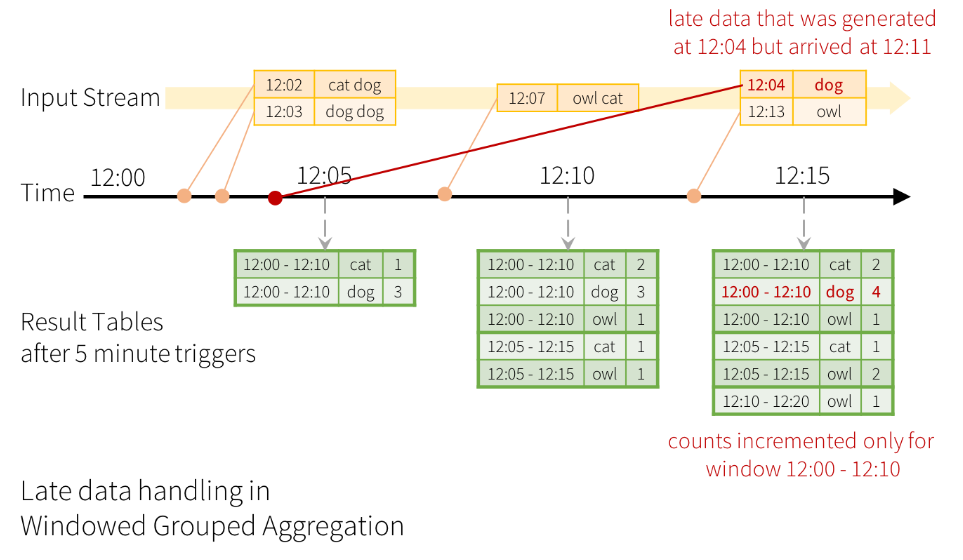 late data that was generated
at 12:04 but arrived at 12:11
Input Stream
12:02 cat dog
12:03 dog dog
12:07 owl cat
12:04 dog
12:13 owl
Time
12:00
12:05
12:10
12:15
12:00 - 12:10 cat 1
12:00 - 12:10 dog 3
12:00 - 12:10 cat 2
12:00 - 12:10 dog 3
12:00 - 12:10 owl 1
12:05 - 12:15 cat 1
12:05 - 12:15 owl 1
12:00 - 12:10 cat 2
12:00 - 12:10 dog 4
12:00 - 12:10 owl 1
12:05 - 12:15 cat 1
12:05 - 12:15 owl 2
12:10 - 12:20 owl 1
Result Tables
after 5 minute triggers
counts incremented only for
window 12:00 - 12:10
Late data handling in
Windowed Grouped Aggregation